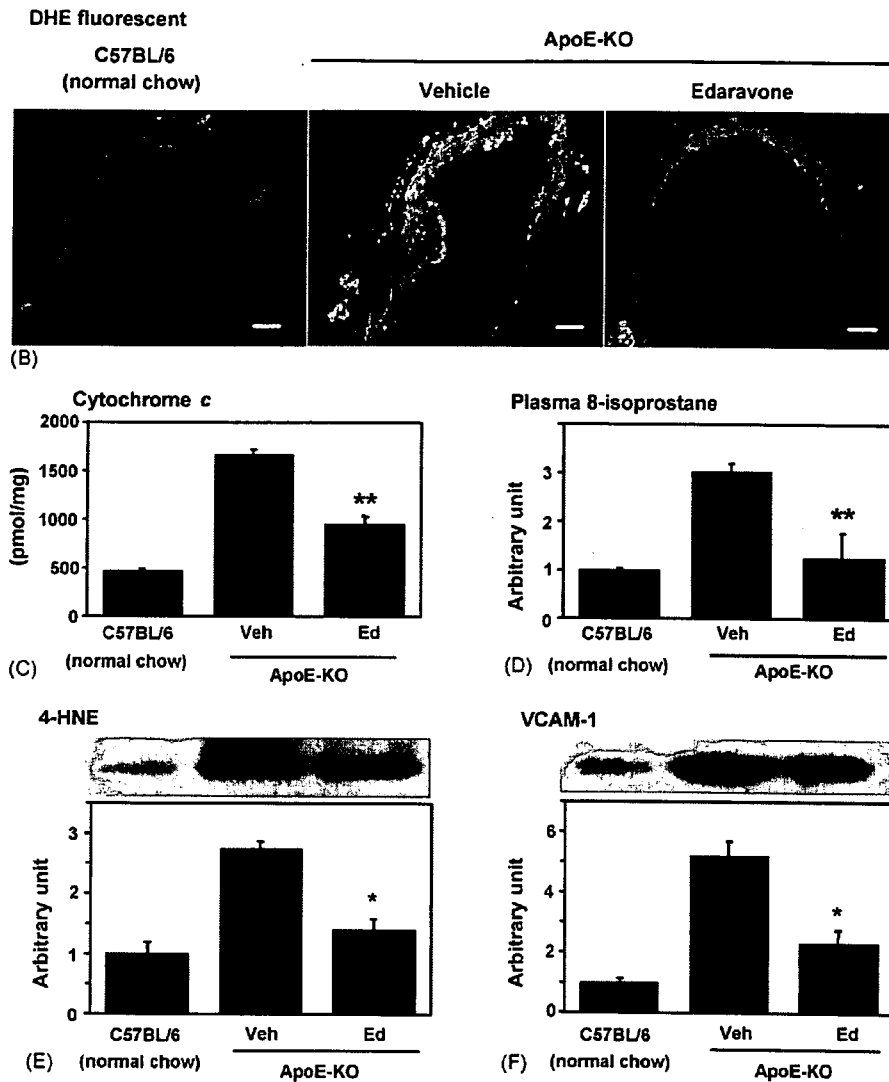 DHE fluorescent
C57BL/6
(normal chow)
ApoE-KO
Vehicle
Edaravone
(B)
Cytochrome c
2000
1500
1000
500
0
(pmol/mg)
**
C57BL/6
(normal chow)
Veh
Ed
ApoE-KO
(C)
Plasma 8-isoprostane
3
2
1
0
Arbitrary unit
**
C57BL/6
(normal chow)
Veh
Ed
ApoE-KO
(D)
4-HNE
3
2
1
0
Arbitrary unit
*
C57BL/6
(normal chow)
Veh
Ed
ApoE-KO
(E)
VCAM-1
6
4
2
0
Arbitrary unit
*
C57BL/6
(normal chow)
Veh
Ed
ApoE-KO
(F)